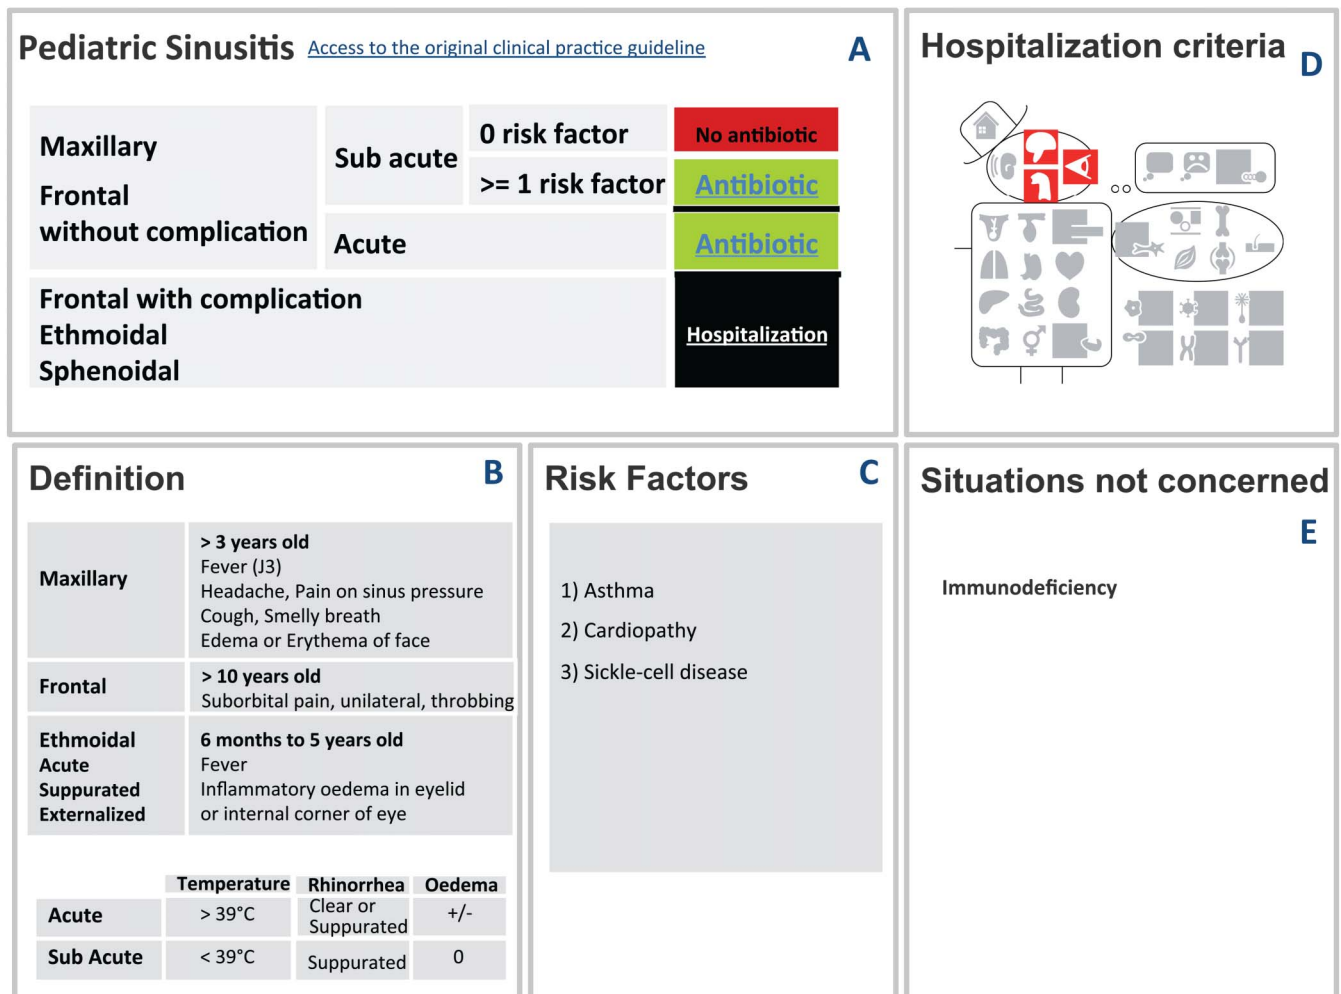 Pediatric Sinusitis Access to the original clinical practice guideline A
Maxillary
Frontal
without complication
Sub acute
0 risk factor
No antibiotic
>= 1 risk factor
Antibiotic
Acute
Antibiotic
Frontal with complication
Ethmoidal
Sphenoidal
Hospitalization
Hospitalization criteria D
Definition B
Maxillary
> 3 years old
Fever (J3)
Headache, Pain on sinus pressure
Cough, Smelly breath
Edema or Erythema of face
Frontal
> 10 years old
Suborbital pain, unilateral, throbbing
Ethmoidal
Acute
Suppurated
Externalized
6 months to 5 years old
Fever
Inflammatory oedema in eyelid
or internal corner of eye
Temperature Rhinorrhea Oedema
Acute > 39°C Clear or
Suppurated +/-
Sub Acute < 39°C Suppurated 0
Risk Factors C
1) Asthma
2) Cardiopathy
3) Sickle-cell disease
Situations not concerned
E
Immunodeficiency